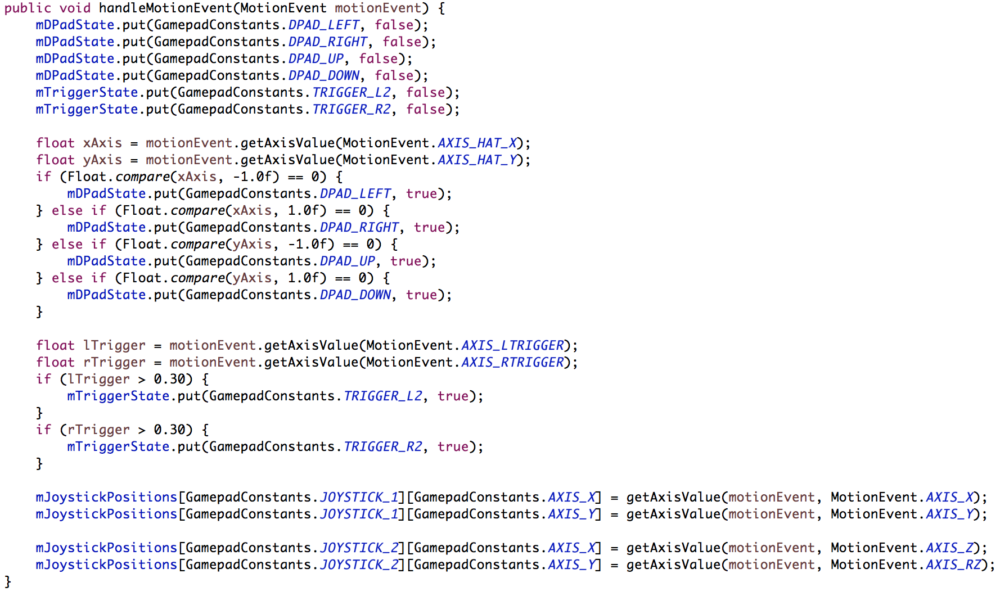 public void handleMotionEvent(MotionEvent motionEvent) {
    mDPadState.put(GamepadConstants.DPAD_LEFT, false);
    mDPadState.put(GamepadConstants.DPAD_RIGHT, false);
    mDPadState.put(GamepadConstants.DPAD_UP, false);
    mDPadState.put(GamepadConstants.DPAD_DOWN, false);
    mTriggerState.put(GamepadConstants.TRIGGER_L2, false);
    mTriggerState.put(GamepadConstants.TRIGGER_R2, false);

    float xAxis = motionEvent.getAxisValue(MotionEvent.AXIS_HAT_X);
    float yAxis = motionEvent.getAxisValue(MotionEvent.AXIS_HAT_Y);
    if (Float.compare(xAxis, -1.0f) == 0) {
        mDPadState.put(GamepadConstants.DPAD_LEFT, true);
    } else if (Float.compare(xAxis, 1.0f) == 0) {
        mDPadState.put(GamepadConstants.DPAD_RIGHT, true);
    } else if (Float.compare(yAxis, -1.0f) == 0) {
        mDPadState.put(GamepadConstants.DPAD_UP, true);
    } else if (Float.compare(yAxis, 1.0f) == 0) {
        mDPadState.put(GamepadConstants.DPAD_DOWN, true);
    }

    float lTrigger = motionEvent.getAxisValue(MotionEvent.AXIS_LTRIGGER);
    float rTrigger = motionEvent.getAxisValue(MotionEvent.AXIS_RTRIGGER);
    if (lTrigger > 0.30) {
        mTriggerState.put(GamepadConstants.TRIGGER_L2, true);
    }
    if (rTrigger > 0.30) {
        mTriggerState.put(GamepadConstants.TRIGGER_R2, true);
    }

    mJoystickPositions[GamepadConstants.JOYSTICK_1][GamepadConstants.AXIS_X] = getAxisValue(motionEvent, MotionEvent.AXIS_X);
    mJoystickPositions[GamepadConstants.JOYSTICK_1][GamepadConstants.AXIS_Y] = getAxisValue(motionEvent, MotionEvent.AXIS_Y);

    mJoystickPositions[GamepadConstants.JOYSTICK_2][GamepadConstants.AXIS_X] = getAxisValue(motionEvent, MotionEvent.AXIS_Z);
    mJoystickPositions[GamepadConstants.JOYSTICK_2][GamepadConstants.AXIS_Y] = getAxisValue(motionEvent, MotionEvent.AXIS_RZ);
}